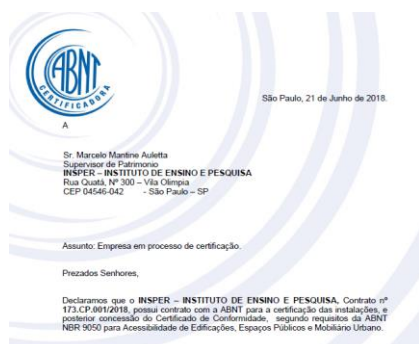 ABNT
CERTIFICADORA
São Paulo, 21 de Junho de 2018.
A
Sr. Marcelo Mantine Auletta
Supervisor de Patrimonio
INSPER – INSTITUTO DE ENSINO E PESQUISA
Rua Quatá, Nº 300 – Vila Olimpia
CEP 04546-042 - São Paulo – SP
Assunto: Empresa em processo de certificação.
Prezados Senhores,
Declaramos que o INSPER – INSTITUTO DE ENSINO E PESQUISA, Contrato nº
173.CP.001/2018, possui contrato com a ABNT para a certificação das instalações, e
posterior concessão do Certificado de Conformidade, segundo requisitos da ABNT
NBR 9050 para Acessibilidade de Edificações, Espaços Públicos e Mobiliário Urbano.